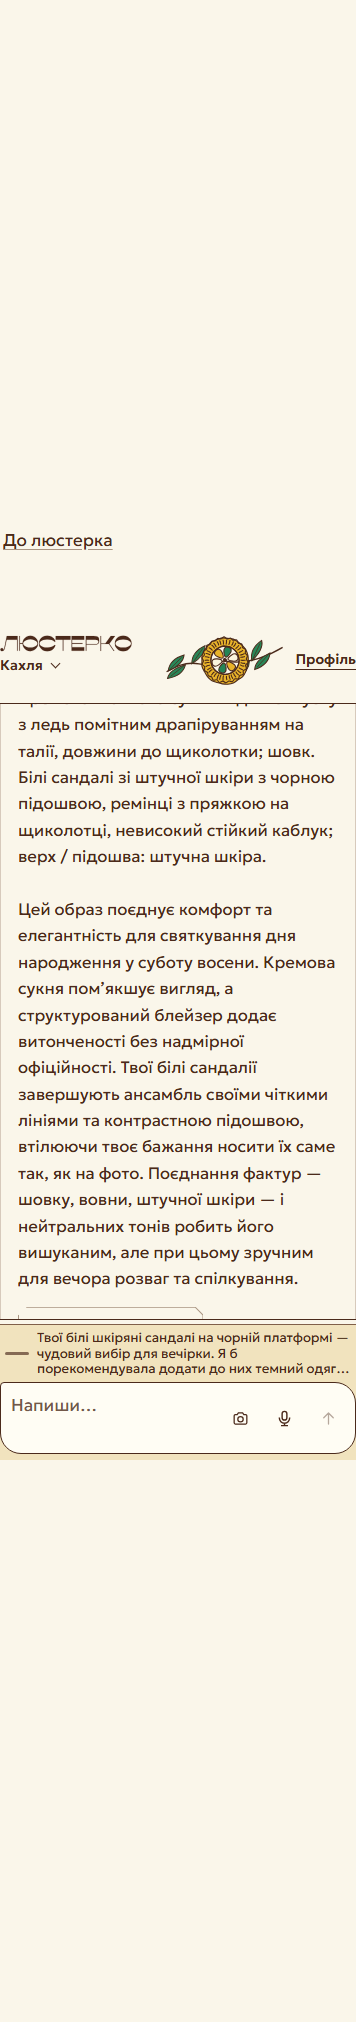 До люстерка
ЛЮСТЕРКО
Кахля
Профіль
з ледь помітним драпіруванням на
талії, довжини до щиколотки; шовк.
Білі сандалі зі штучної шкіри з чорною
підошвою, ремінці з пряжкою на
щиколотці, невисокий стійкий каблук;
верх / підошва: штучна шкіра.
Цей образ поєднує комфорт та
елегантність для святкування дня
народження у суботу восени. Кремова
сукня пом’якшує вигляд, а
структурований блейзер додає
витонченості без надмірної
офіційності. Твої білі сандалії
завершують ансамбль своїми чіткими
лініями та контрастною підошвою,
втілюючи твоє бажання носити їх саме
так, як на фото. Поєднання фактур —
шовку, вовни, штучної шкіри — і
нейтральних тонів робить його
вишуканим, але при цьому зручним
для вечора розваг та спілкування.
Твої білі шкіряні сандалі на чорній платформі —
чудовий вибір для вечірки. Я б
порекомендувала додати до них темний одяг...
Напиши...